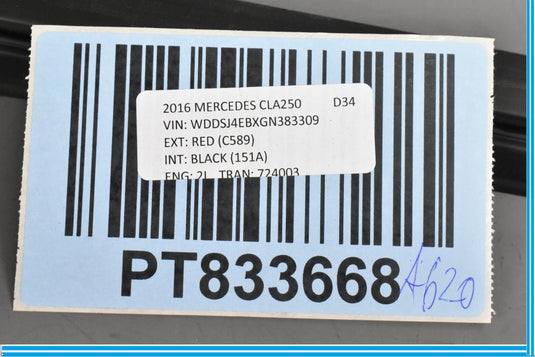 2016 MERCEDES CLA250 D34
VIN: WDDSJ4EBXGN383309
EXT: RED (C589)
INT: BLACK (151A)
ENG: 2L TRAN: 724003
PT833668
A620